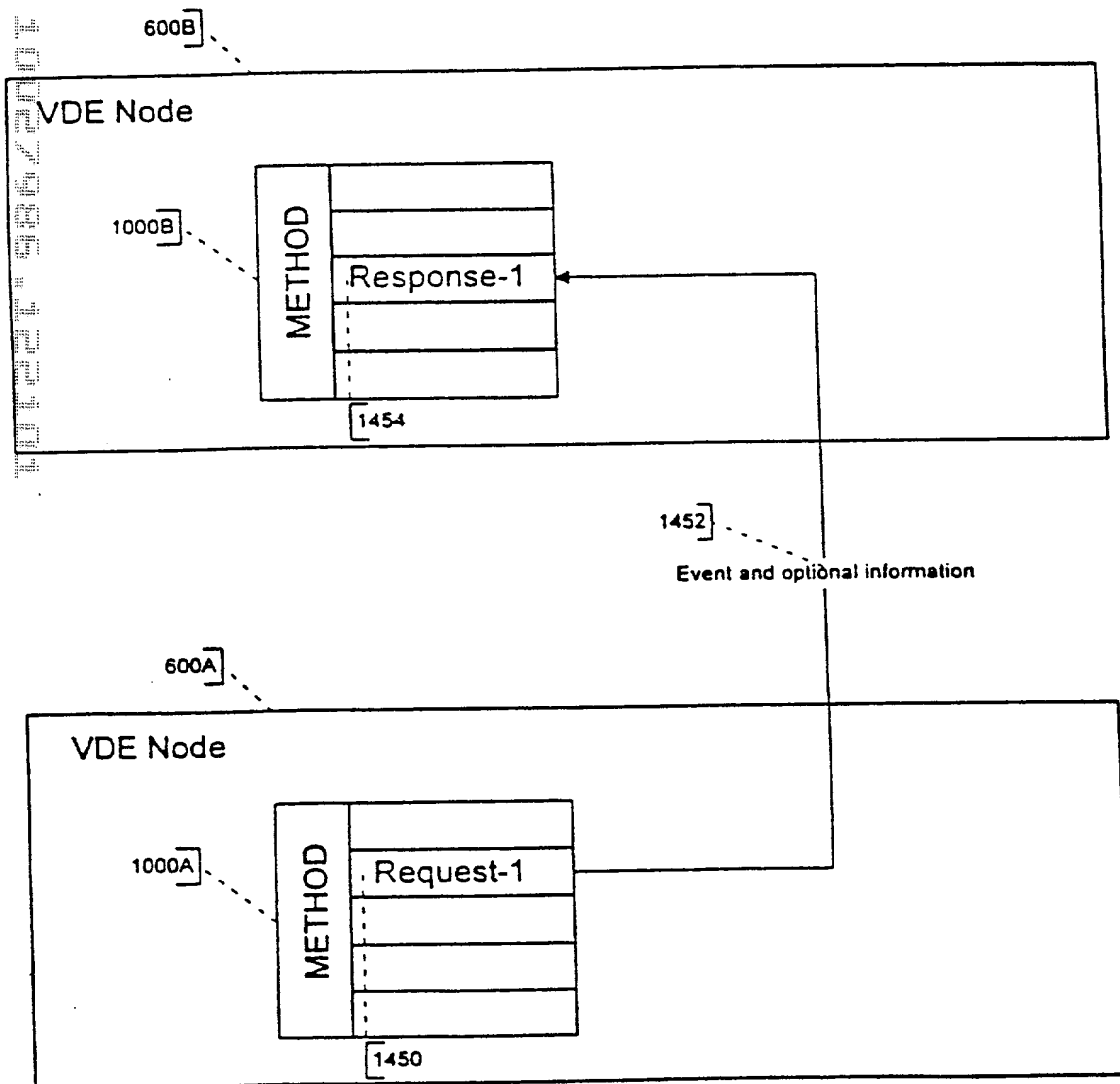 600B
VDE Node
1000B
METHOD
Response-1
1454
1452
Event and optional information
600A
VDE Node
1000A
METHOD
Request-1
1450